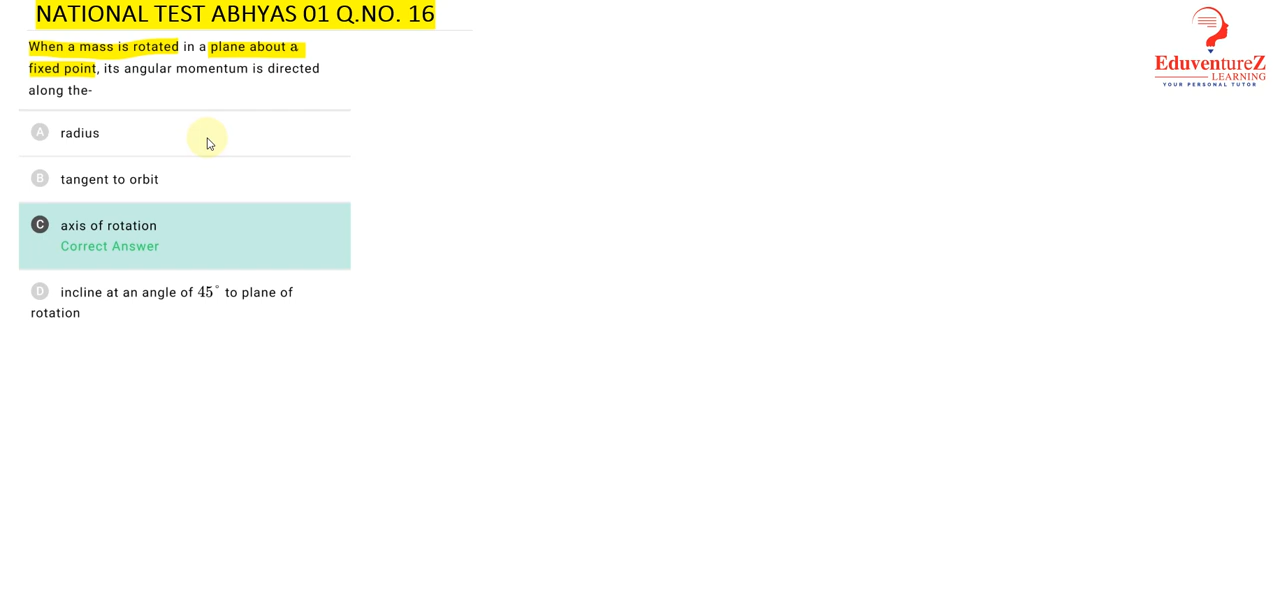 NATIONAL TEST ABHYAS 01 Q.NO. 16
When a mass is rotated in a plane about a
fixed point, its angular momentum is directed
along the-
A radius
B tangent to orbit
C axis of rotation
Correct Answer
D incline at an angle of 45° to plane of
rotation
EduventureZ
LEARNING
YOUR PERSONAL TUTOR